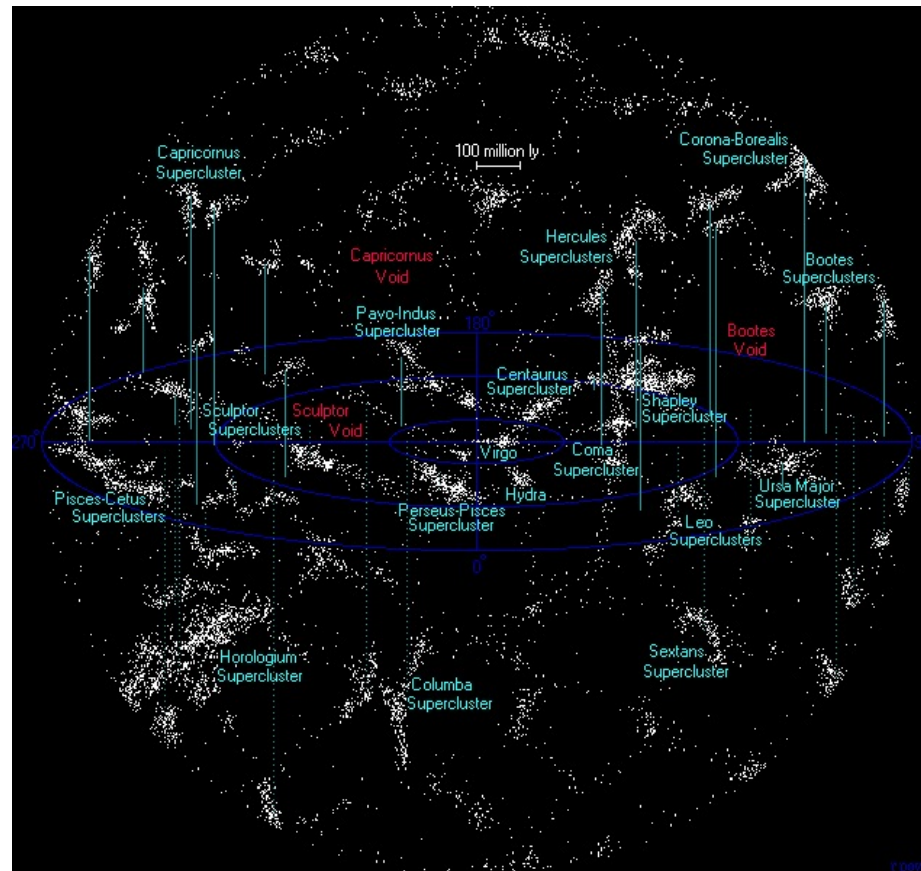 100 million ly
Corona-Borealis
Supercluster
Capricornus
Supercluster
Hercules
Superclusters
Capricornus
Void
Bootes
Superclusters
Pavo-Indus
Supercluster
180°
Bootes
Void
Centaurus
Supercluster
Shapley
Supercluster
Sculptor
Superclusters
Sculptor
Void
270°
Virgo
Coma
Supercluster
Pisces-Cetus
Superclusters
Perseus-Pisces
Supercluster
Hydra
Ursa Major
Supercluster
Leo
Superclusters
0°
Horologium
Supercluster
Columba
Supercluster
Sextans
Supercluster